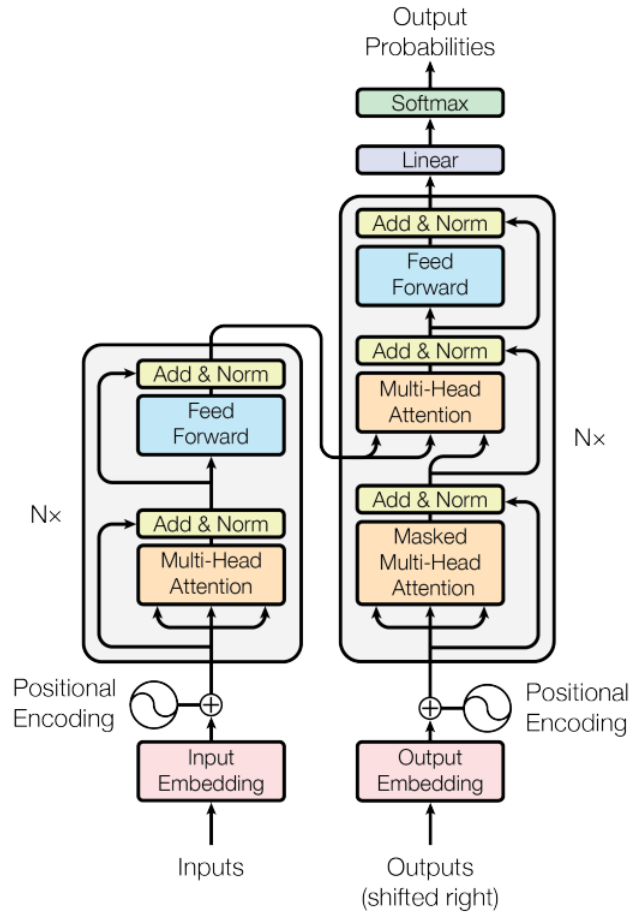 Output
Probabilities
Softmax
Linear
Add & Norm
Feed
Forward
Add & Norm
Multi-Head
Attention
Add & Norm
Masked
Multi-Head
Attention
N×
Add & Norm
Feed
Forward
Add & Norm
Multi-Head
Attention
N×
Positional
Encoding
Positional
Encoding
Input
Embedding
Output
Embedding
Inputs
Outputs
(shifted right)